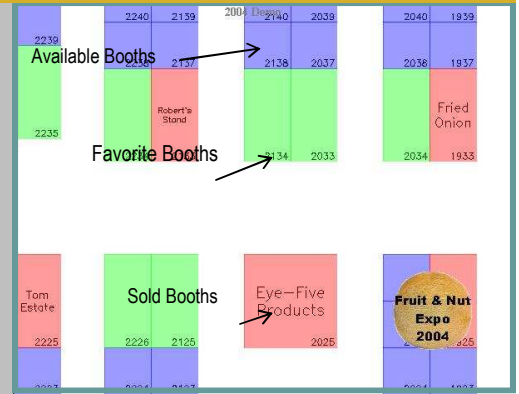 2004 Demo
2240 2139 2140 2039 2040 1939
2239
Available Booths
2238 2137 2138 2037 2038 1937
Robert's
Stand
Fried
Onion
2235
Favorite Booths
2134 2033 2034 1933
Tom
Estate
Sold Booths
Eye-Five
Products
Fruit & Nut
Expo
2004
2225 2226 2125 2025